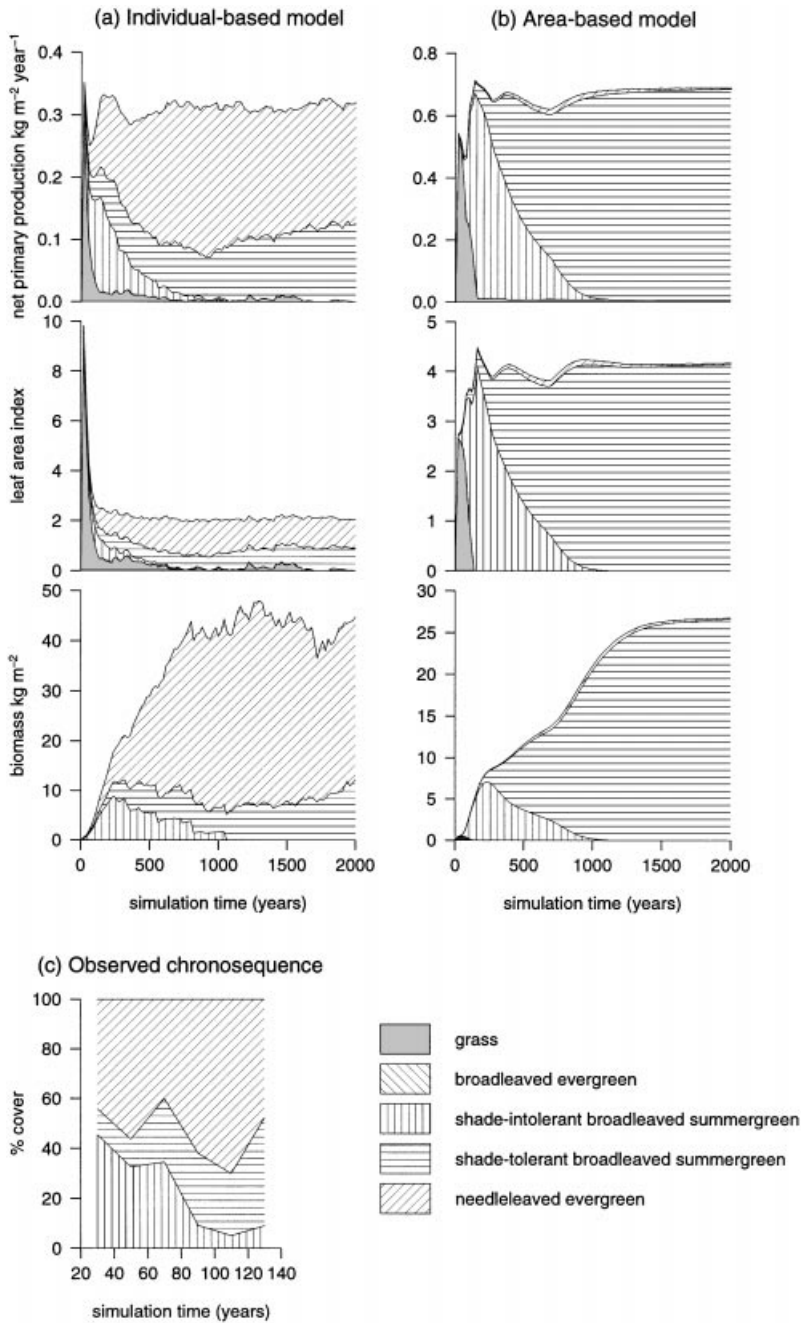 (a) Individual-based model
(b) Area-based model
net primary production kg m⁻² year⁻¹
0.4
0.3
0.2
0.1
0.0
0.8
0.6
0.4
0.2
0.0
leaf area index
10
8
6
4
2
0
5
4
3
2
1
0
biomass kg m⁻²
50
40
30
20
10
0
30
25
20
15
10
5
0
0 500 1000 1500 2000
0 500 1000 1500 2000
simulation time (years)
simulation time (years)
(c) Observed chronosequence
% cover
100
80
60
40
20
0
20 40 60 80 100 120 140
simulation time (years)
grass
broadleaved evergreen
shade-intolerant broadleaved summergreen
shade-tolerant broadleaved summergreen
needleleaved evergreen